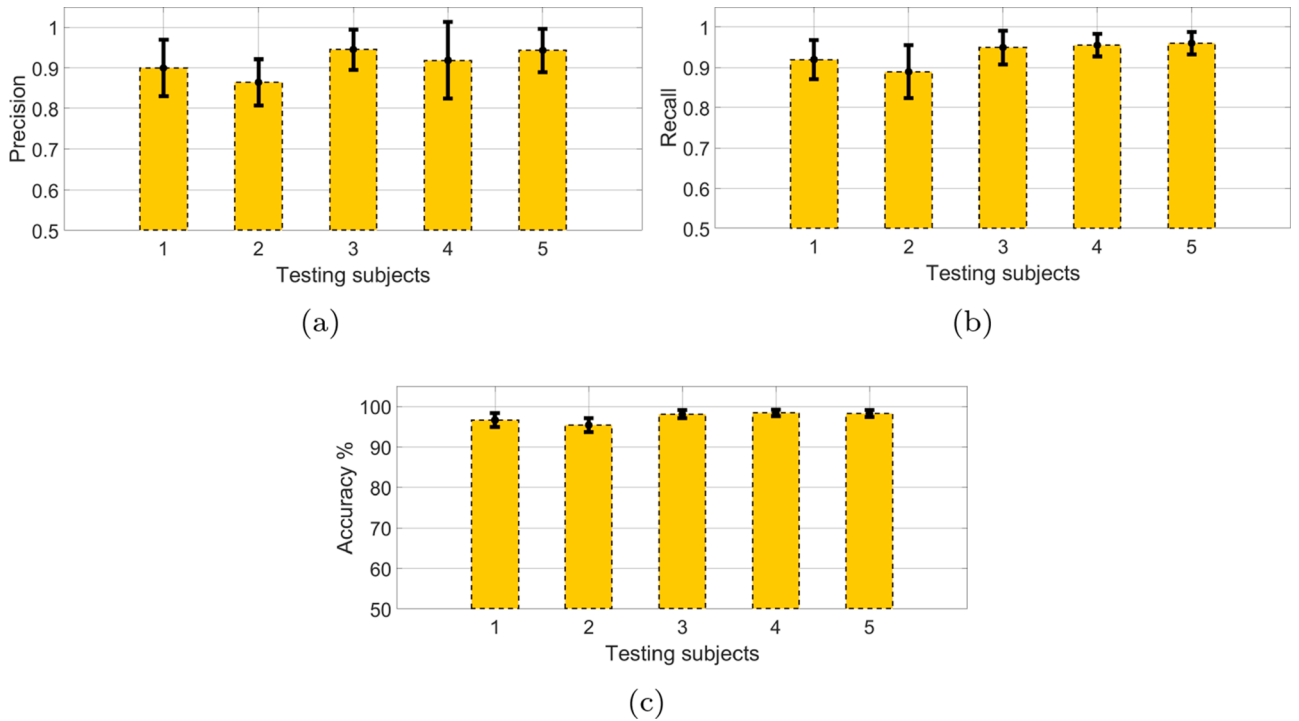 Precision
1
0.9
0.8
0.7
0.6
0.5
1 2 3 4 5
Testing subjects
(a)
Recall
1
0.9
0.8
0.7
0.6
0.5
1 2 3 4 5
Testing subjects
(b)
Accuracy %
100
90
80
70
60
50
1 2 3 4 5
Testing subjects
(c)